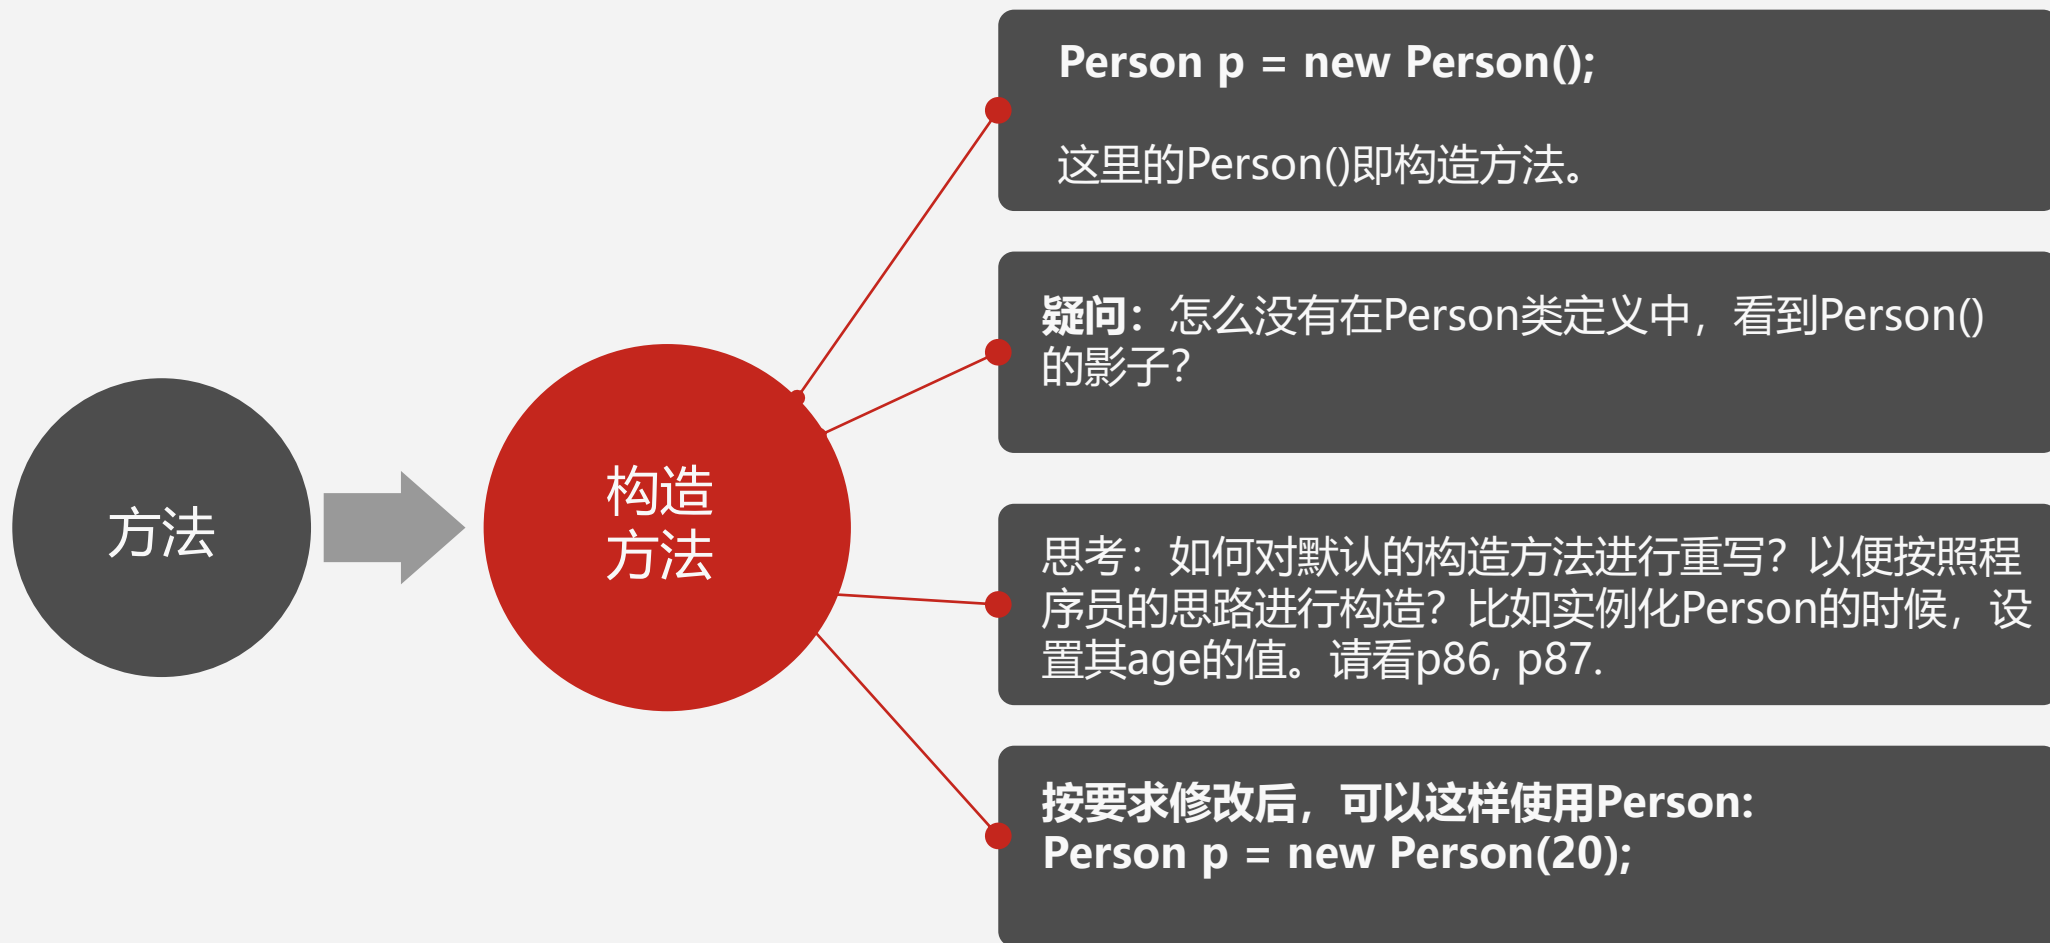 方法
构造
方法
Person p = new Person();
这里的Person()即构造方法。
疑问：怎么没有在Person类定义中，看到Person()
的影子？
思考：如何对默认的构造方法进行重写？以便按照程
序员的思路进行构造？比如实例化Person的时候，设
置其age的值。请看p86, p87.
按要求修改后，可以这样使用Person:
Person p = new Person(20);